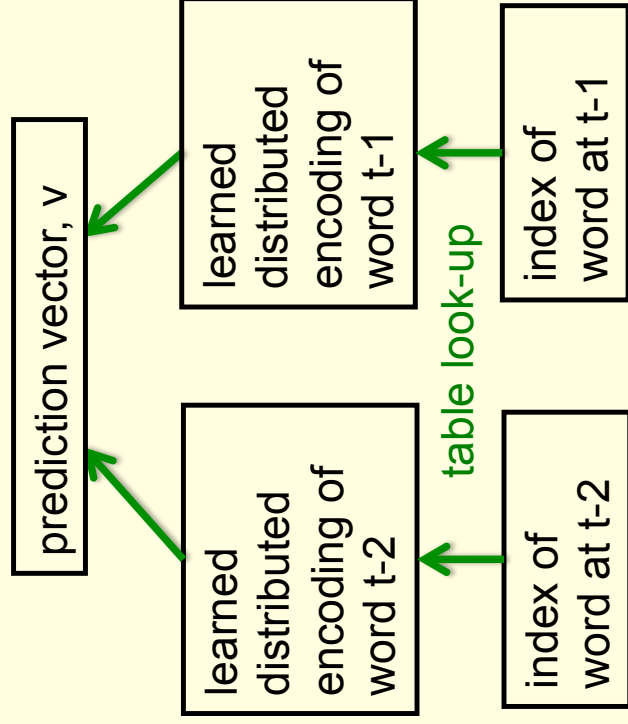 prediction vector, v
learned
distributed
encoding of
word t-2
learned
distributed
encoding of
word t-1
table look-up
index of
word at t-2
index of
word at t-1